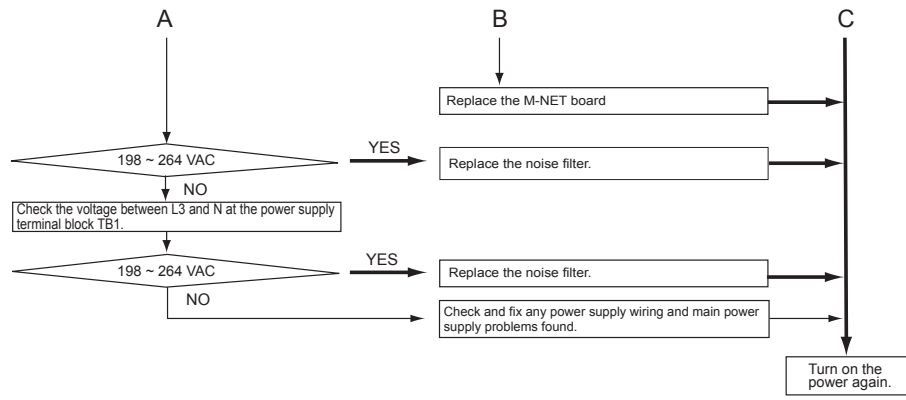 A
B
C
Replace the M-NET board
198 ~ 264 VAC
YES
Replace the noise filter.
NO
Check the voltage between L3 and N at the power supply
terminal block TB1.
198 ~ 264 VAC
YES
Replace the noise filter.
NO
Check and fix any power supply wiring and main power
supply problems found.
Turn on the
power again.